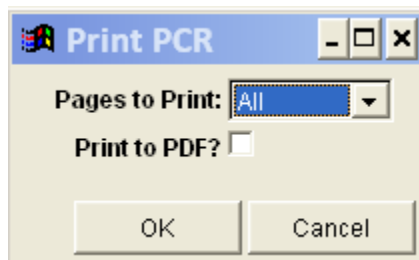 Print PCR
Pages to Print: All
Print to PDF?
OK Cancel